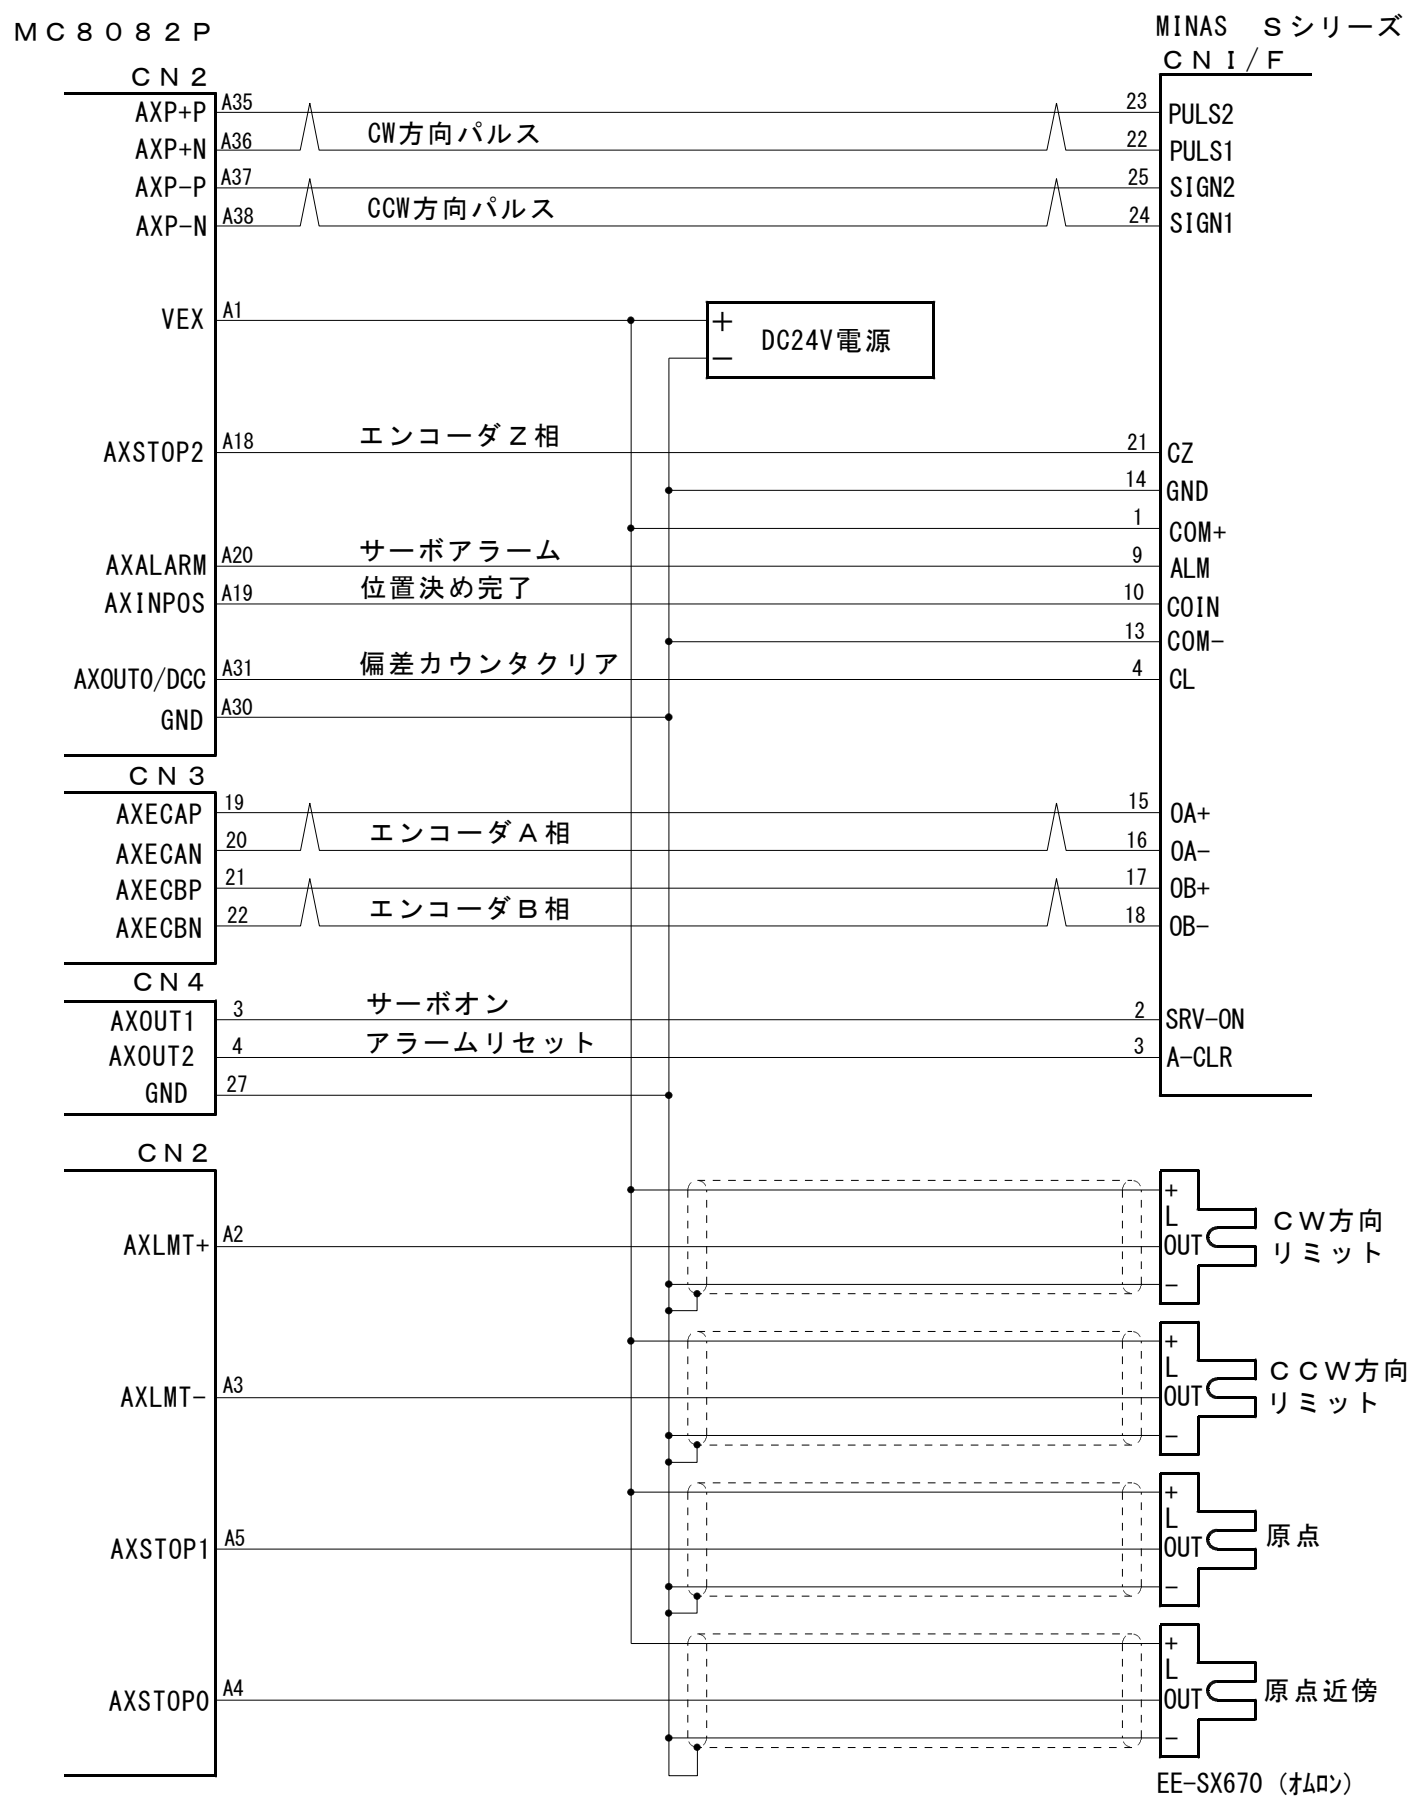 ＭＣ８０８２Ｐ
MINAS Ｓシリーズ
ＣＮＩ/Ｆ
ＣＮ２
AXP+P A35 23 PULS2
CW方向パルス
AXP+N A36 22 PULS1
AXP-P A37 25 SIGN2
CCW方向パルス
AXP-N A38 24 SIGN1
VEX A1 + DC24V電源
-
AXSTOP2 A18 エンコーダＺ相 21 CZ
14 GND
1 COM+
AXALARM A20 サーボアラーム 9 ALM
AXINPOS A19 位置決め完了 10 COIN
13 COM-
AXOUT0/DCC A31 偏差カウンタクリア 4 CL
GND A30
ＣＮ３
AXECAP 19 15 OA+
エンコーダＡ相
AXECAN 20 16 OA-
AXECBP 21 17 OB+
エンコーダＢ相
AXECBN 22 18 OB-
ＣＮ４
AXOUT1 3 サーボオン 2 SRV-ON
AXOUT2 4 アラームリセット 3 A-CLR
GND 27
ＣＮ２
+
L
AXLMT+ A2 OUT
-
ＣＷ方向
リミット
+
L
AXLMT- A3 OUT
-
ＣＣＷ方向
リミット
+
L
AXSTOP1 A5 OUT 原点
-
+
L
AXSTOP0 A4 OUT 原点近傍
-
EE-SX670 (ｵﾑﾛﾝ)